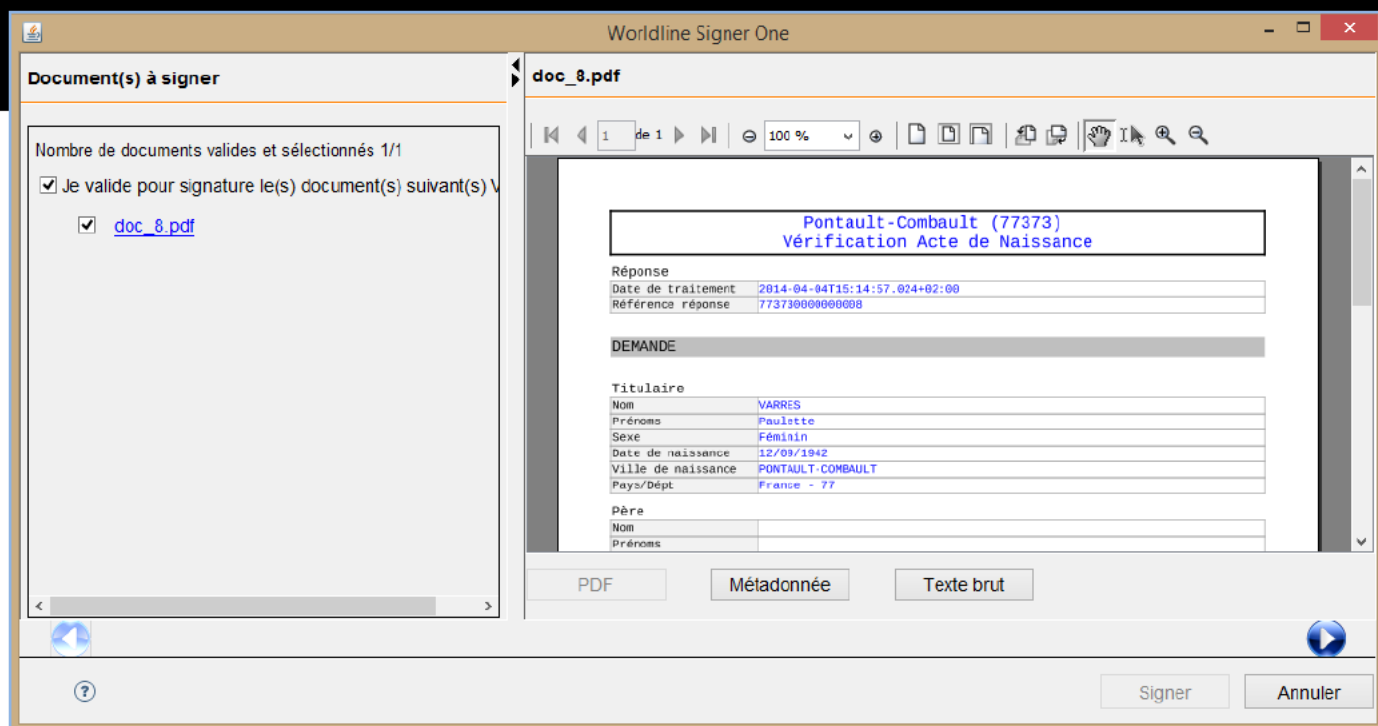 Worldline Signer One
Document(s) à signer
Nombre de documents valides et sélectionnés 1/1
Je valide pour signature le(s) document(s) suivant(s)
doc_8.pdf
doc_8.pdf
1 de 1 100 %
Pontault-Combault (77373)
Vérification Acte de Naissance
Réponse
Date de traitement 2014-04-04T15:14:57.024+02:00
Référence réponse 773730000000008
DEMANDE
Titulaire
Nom VARRES
Prénoms Paulette
Sexe Féminin
Date de naissance 12/09/1942
Ville de naissance PONTAULT-COMBAULT
Pays/Dépt France - 77
Père
Nom
Prénoms
PDF Métadonnée Texte brut
Signer Annuler